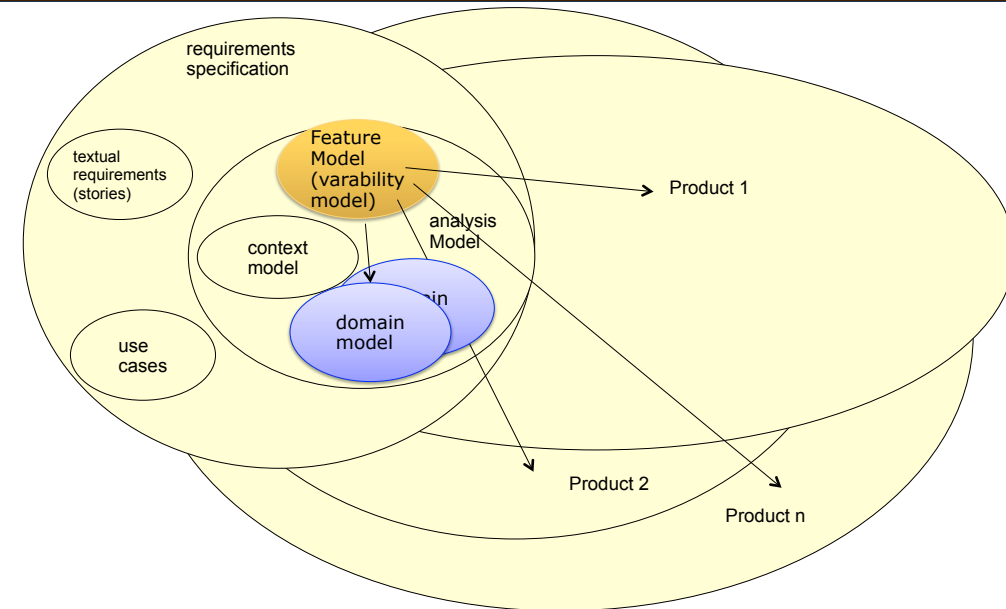 requirements
specification
Feature
Model
(varability
model)
textual
requirements
(stories)
Product 1
analysis
Model
context
model
domain
model
use
cases
Product 2
Product n